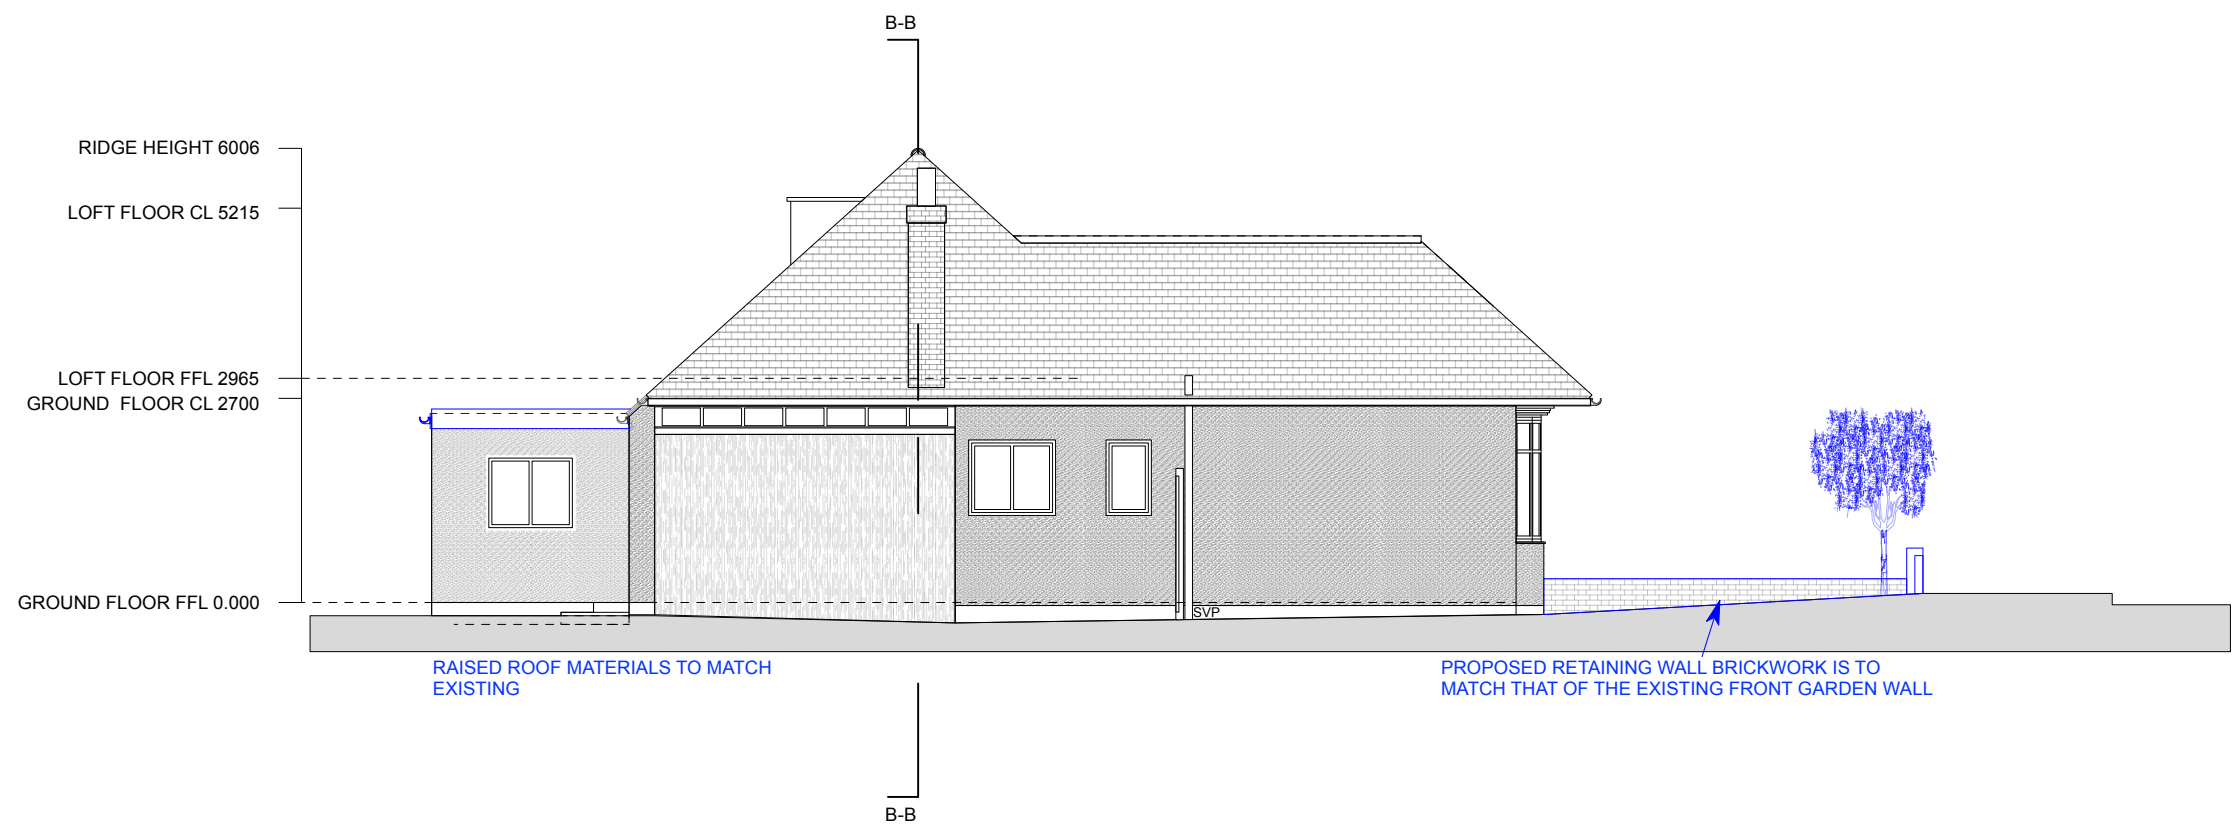 B-B
RIDGE HEIGHT 6006
LOFT FLOOR CL 5215
LOFT FLOOR FFL 2965
GROUND FLOOR CL 2700
GROUND FLOOR FFL 0.000
SVP
RAISED ROOF MATERIALS TO MATCH
EXISTING
PROPOSED RETAINING WALL BRICKWORK IS TO
MATCH THAT OF THE EXISTING FRONT GARDEN WALL
B-B